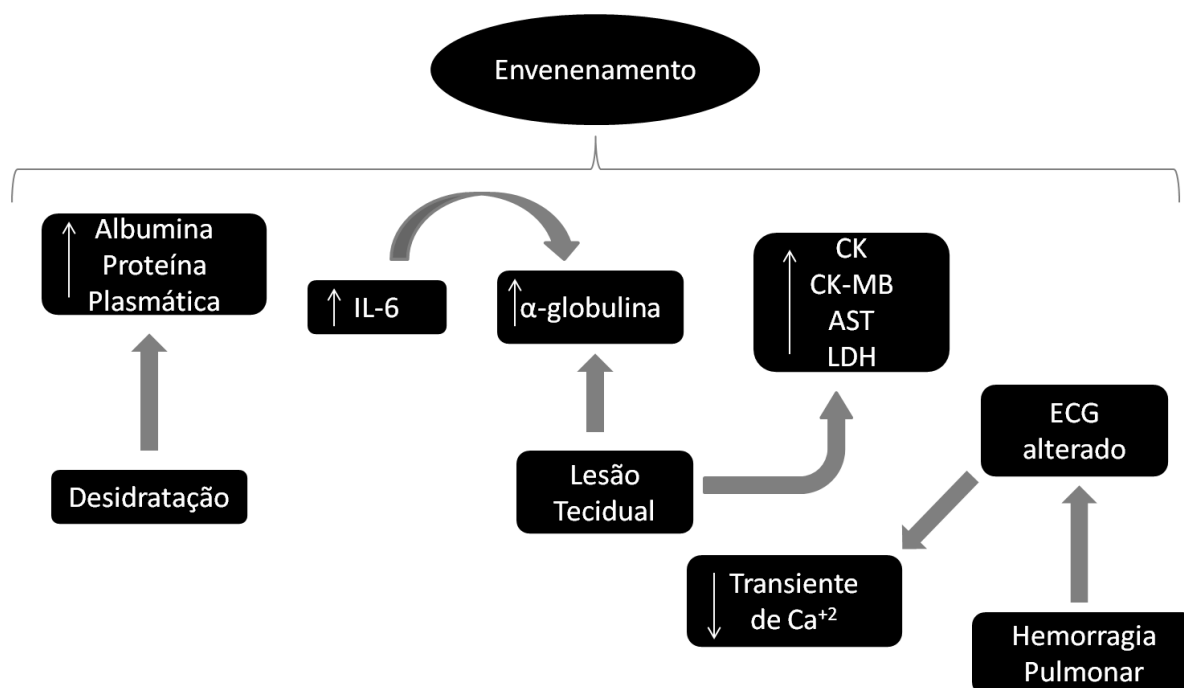 Envenenamento
Albumina
Proteína
Plasmática
IL-6
α-globulina
CK
CK-MB
AST
LDH
Desidratação
Lesão
Tecidual
ECG
alterado
Transiente
de Ca⁺²
Hemorragia
Pulmonar